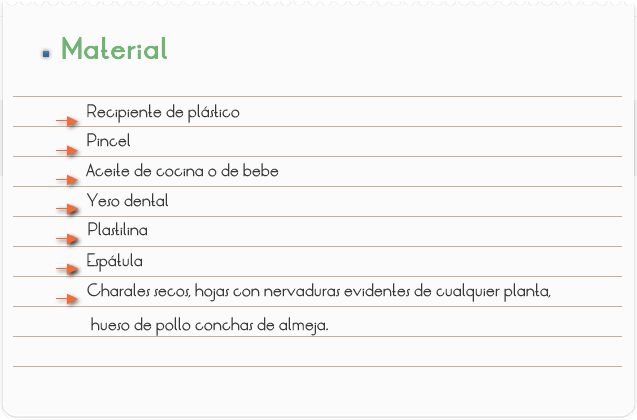 Material
Recipiente de plástico
Pincel
Aceite de cocina o de bebe
Yeso dental
Plastilina
Espátula
Charales secos, hojas con nervaduras evidentes de cualquier planta,
hueso de pollo conchas de almeja.